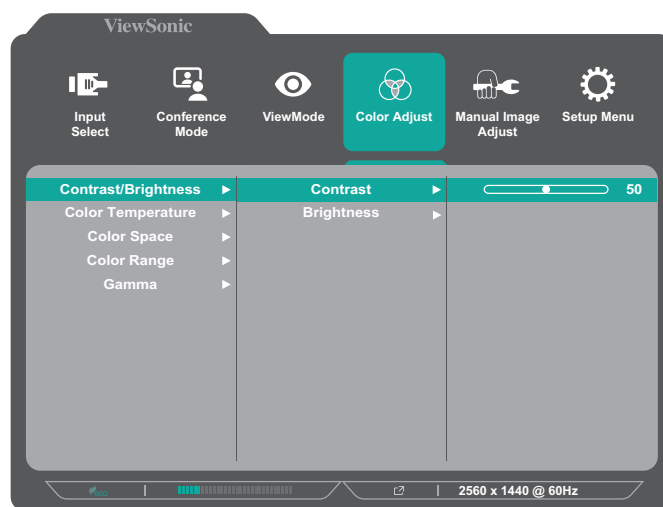 ViewSonic
Input
Select
Conference
Mode
ViewMode
Color Adjust
Manual Image
Adjust
Setup Menu
Contrast/Brightness
Contrast
50
Color Temperature
Brightness
Color Space
Color Range
Gamma
eco
2560 x 1440 @ 60Hz